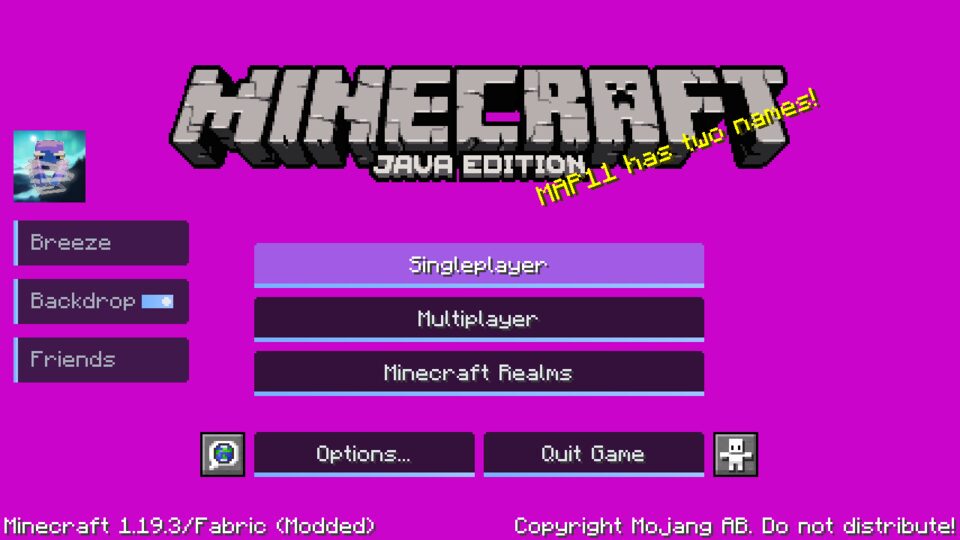 MINECRAFT
JAVA EDITION
MAP11 has two names!
Breeze
Backdrop
Friends
Singleplayer
Multiplayer
Minecraft Realms
Options...
Quit Game
Minecraft 1.19.3/Fabric (Modded)
Copyright Mojang AB. Do not distribute!